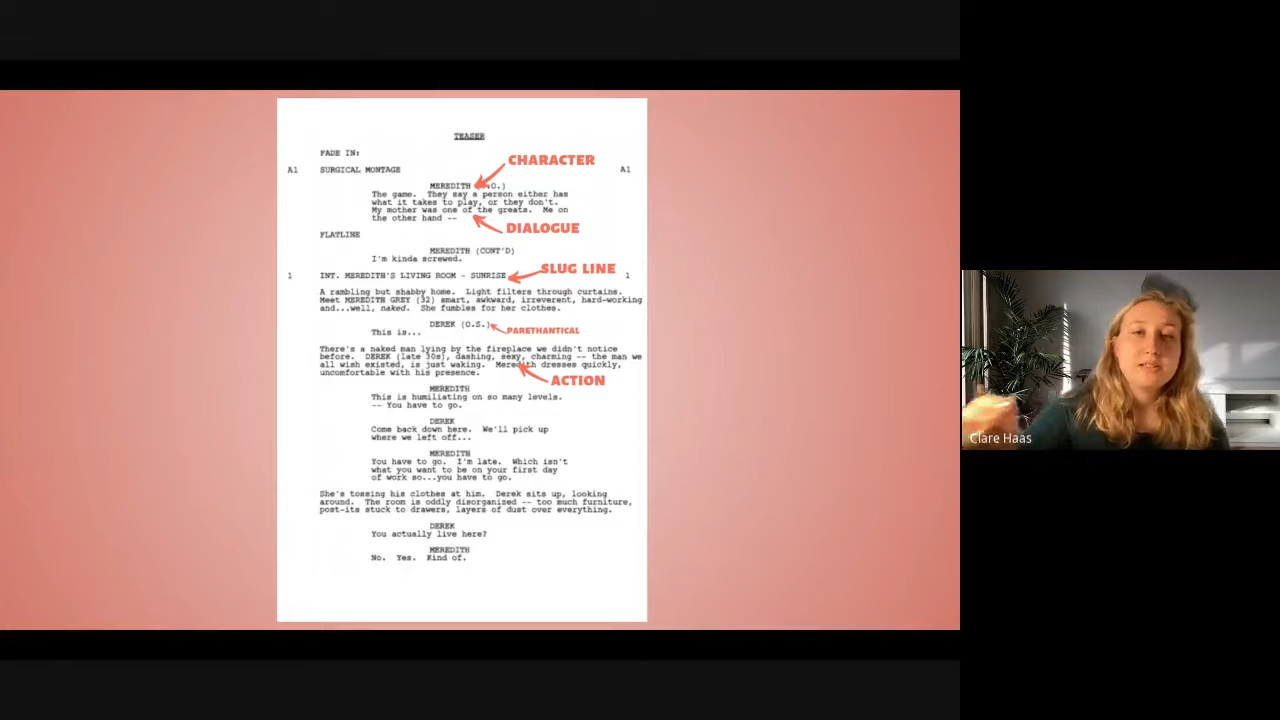 TEASER
FADE IN:
A1 SURGICAL MONTAGE A1
CHARACTER
MEREDITH
The game. They say a person either has
what it takes to play, or they don't.
My mother was one of the greats. Me on
the other hand --
DIALOGUE
FLATLINE
MEREDITH (CONT'D)
I'm kinda screwed.
SLUG LINE
1 INT. MEREDITH'S LIVING ROOM - SUNRISE 1
A rambling but shabby home. Light filters through curtains.
Meet MEREDITH GREY (32) smart, awkward, irreverent, hard-working
and...well, naked. She fumbles for her clothes.
DEREK (O.S.)
PARETHANTICAL
This is...
There's a naked man lying by the fireplace we didn't notice
before. DEREK (late 30s), dashing, sexy, charming -- the man we
all wish existed, is just waking. Meredith dresses quickly,
uncomfortable with his presence.
ACTION
MEREDITH
This is humiliating on so many levels.
-- You have to go.
DEREK
Come back down here. We'll pick up
where we left off...
MEREDITH
You have to go. I'm late. Which isn't
what you want to be on your first day
of work so...you have to go.
She's tossing his clothes at him. Derek sits up, looking
around. The room is oddly disorganized -- too much furniture,
post-its stuck to drawers, layers of dust over everything.
DEREK
You actually live here?
MEREDITH
No. Yes. Kind of.
Clare Haas